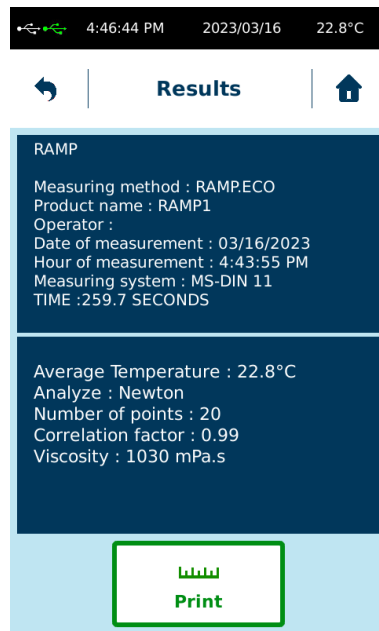 4:46:44 PM 2023/03/16 22.8°C
Results
RAMP
Measuring method : RAMP.ECO
Product name : RAMP1
Operator :
Date of measurement : 03/16/2023
Hour of measurement : 4:43:55 PM
Measuring system : MS-DIN 11
TIME :259.7 SECONDS
Average Temperature : 22.8°C
Analyze : Newton
Number of points : 20
Correlation factor : 0.99
Viscosity : 1030 mPa.s
Print